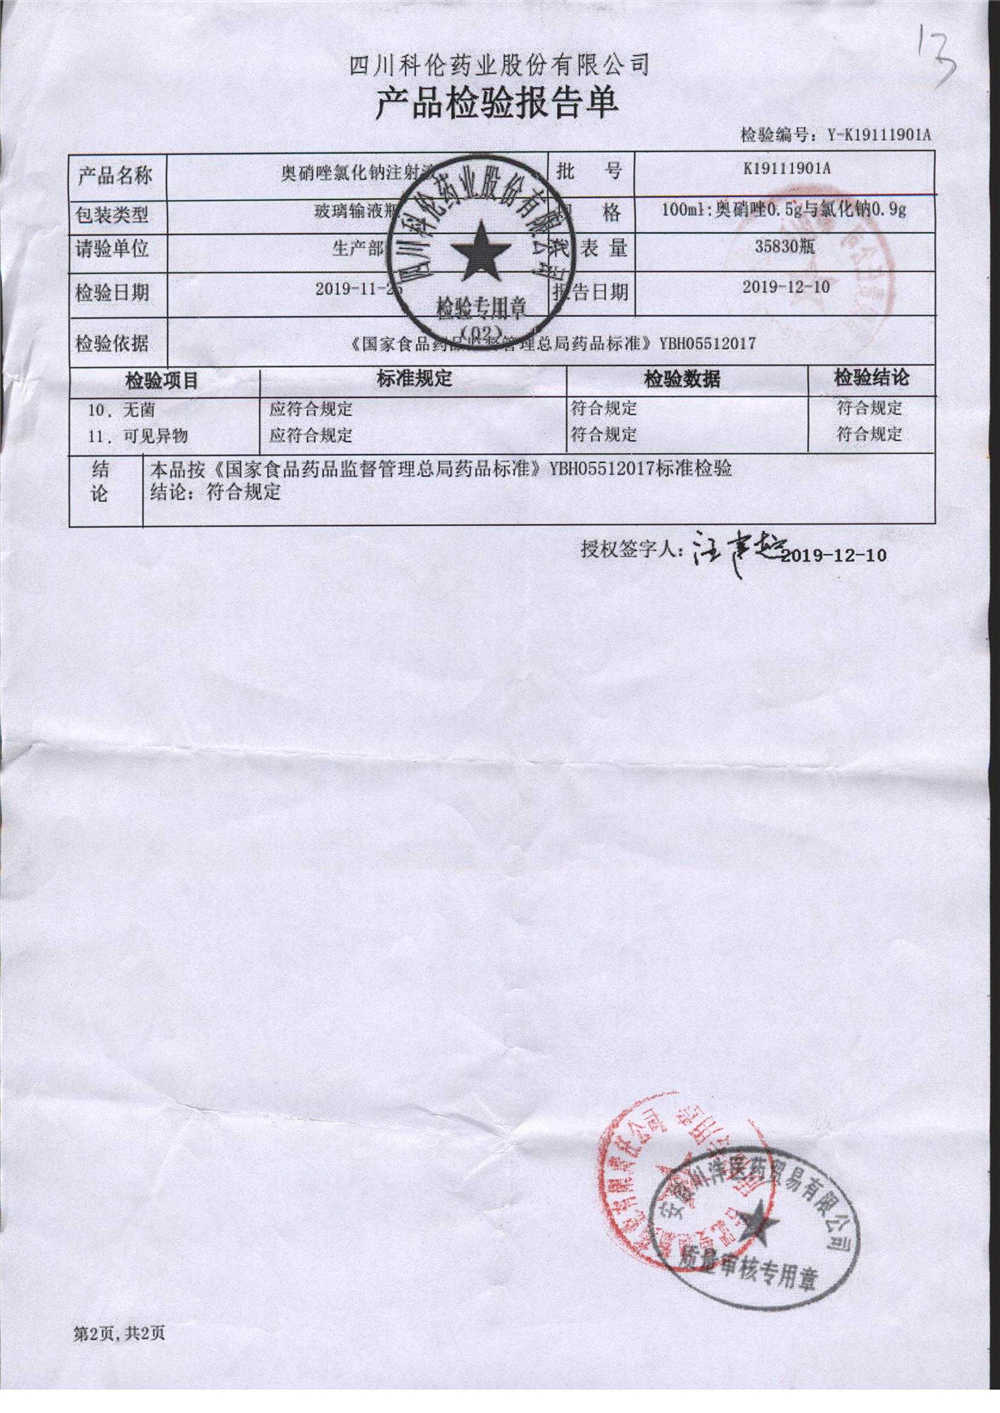 13
四川科伦药业股份有限公司
产品检验报告单
检验编号：Y-K19111901A
产品名称 奥硝唑氯化钠注射液 批 号 K19111901A
包装类型 玻璃输液瓶 规 格 100ml:奥硝唑0.5g与氯化钠0.9g
请验单位 生产部 代表量 35830瓶
检验日期 2019-11-26 报告日期 2019-12-10
检验依据 《国家食品药品监督管理总局药品标准》YBH05512017
四川科伦药业股份有限公司
检验专用章
(02)
检验项目 标准规定 检验数据 检验结论
10．无菌 应符合规定 符合规定 符合规定
11．可见异物 应符合规定 符合规定 符合规定
结论 本品按《国家食品药品监督管理总局药品标准》YBH05512017标准检验
结论：符合规定
授权签字人： 2019-12-10
医药贸易有限公司
质量审核专用章
第2页,共2页